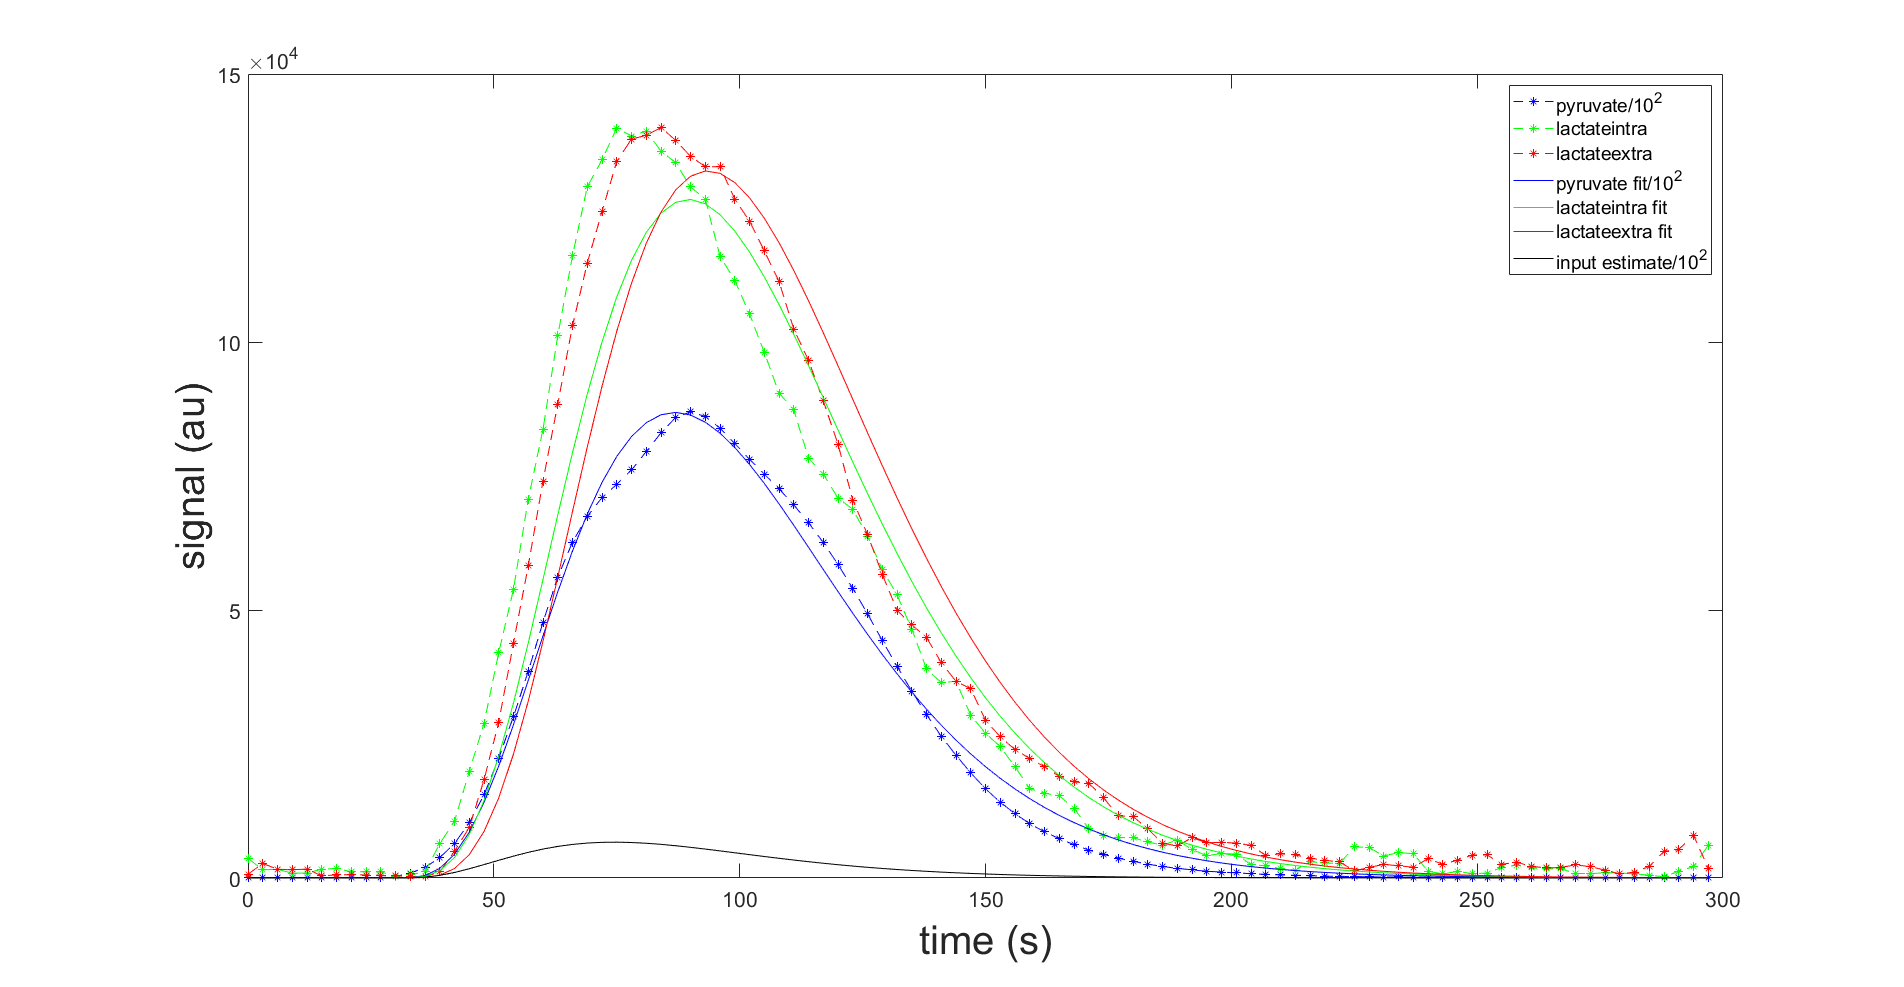 ×10^4
15
10
5
0
signal (au)
0 50 100 150 200 250 300
time (s)
pyruvate/10^2
lactateintra
lactateextra
pyruvate fit/10^2
lactateintra fit
lactateextra fit
input estimate/10^2